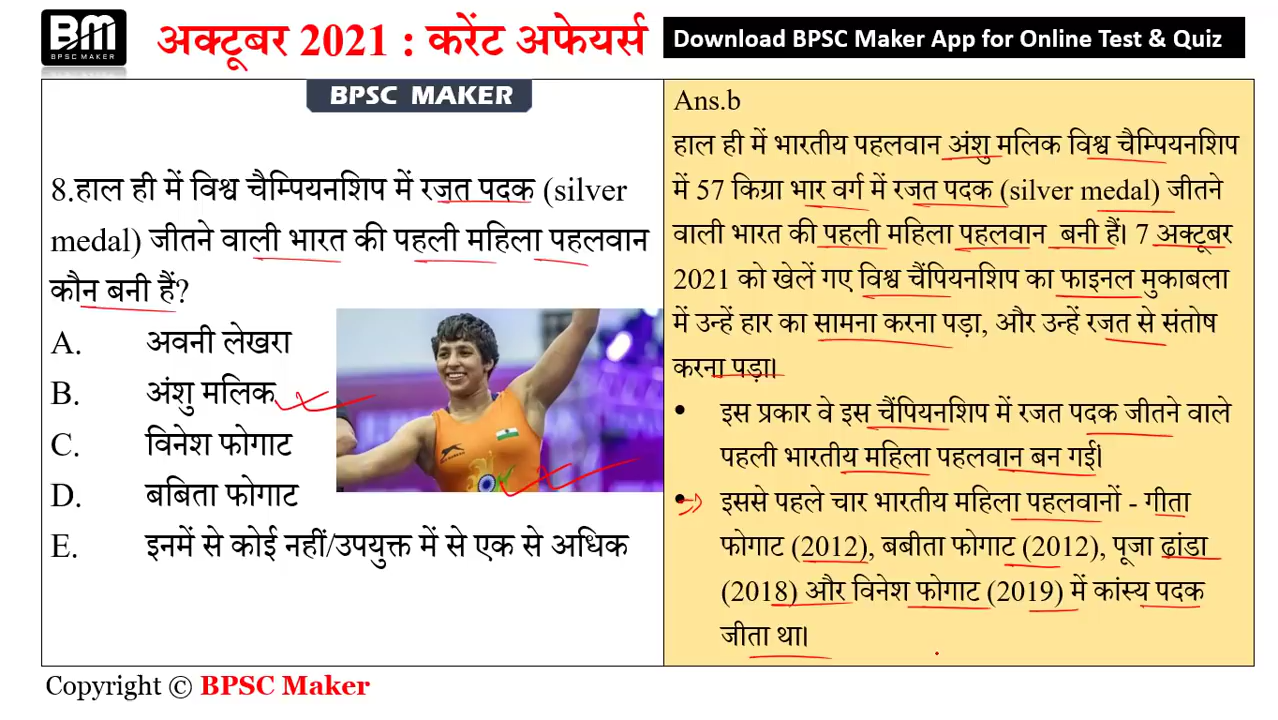 BM
BPSC MAKER
अक्टूबर 2021 : करेंट अफेयर्स
Download BPSC Maker App for Online Test & Quiz
BPSC MAKER
8.हाल ही में विश्व चैम्पियनशिप में रजत पदक (silver
medal) जीतने वाली भारत की पहली महिला पहलवान
कौन बनी हैं?
A. अवनी लेखरा
B. अंशु मलिक
C. विनेश फोगाट
D. बबिता फोगाट
E. इनमें से कोई नहीं/उपयुक्त में से एक से अधिक
Ans.b
हाल ही में भारतीय पहलवान अंशु मलिक विश्व चैम्पियनशिप
में 57 किग्रा भार वर्ग में रजत पदक (silver medal) जीतने
वाली भारत की पहली महिला पहलवान बनी हैं। 7 अक्टूबर
2021 को खेलें गए विश्व चैंपियनशिप का फाइनल मुकाबला
में उन्हें हार का सामना करना पड़ा, और उन्हें रजत से संतोष
करना पड़ा।
• इस प्रकार वे इस चैंपियनशिप में रजत पदक जीतने वाले
पहली भारतीय महिला पहलवान बन गई।
• इससे पहले चार भारतीय महिला पहलवानों - गीता
फोगाट (2012), बबीता फोगाट (2012), पूजा ढांडा
(2018) और विनेश फोगाट (2019) में कांस्य पदक
जीता था।
Copyright © BPSC Maker